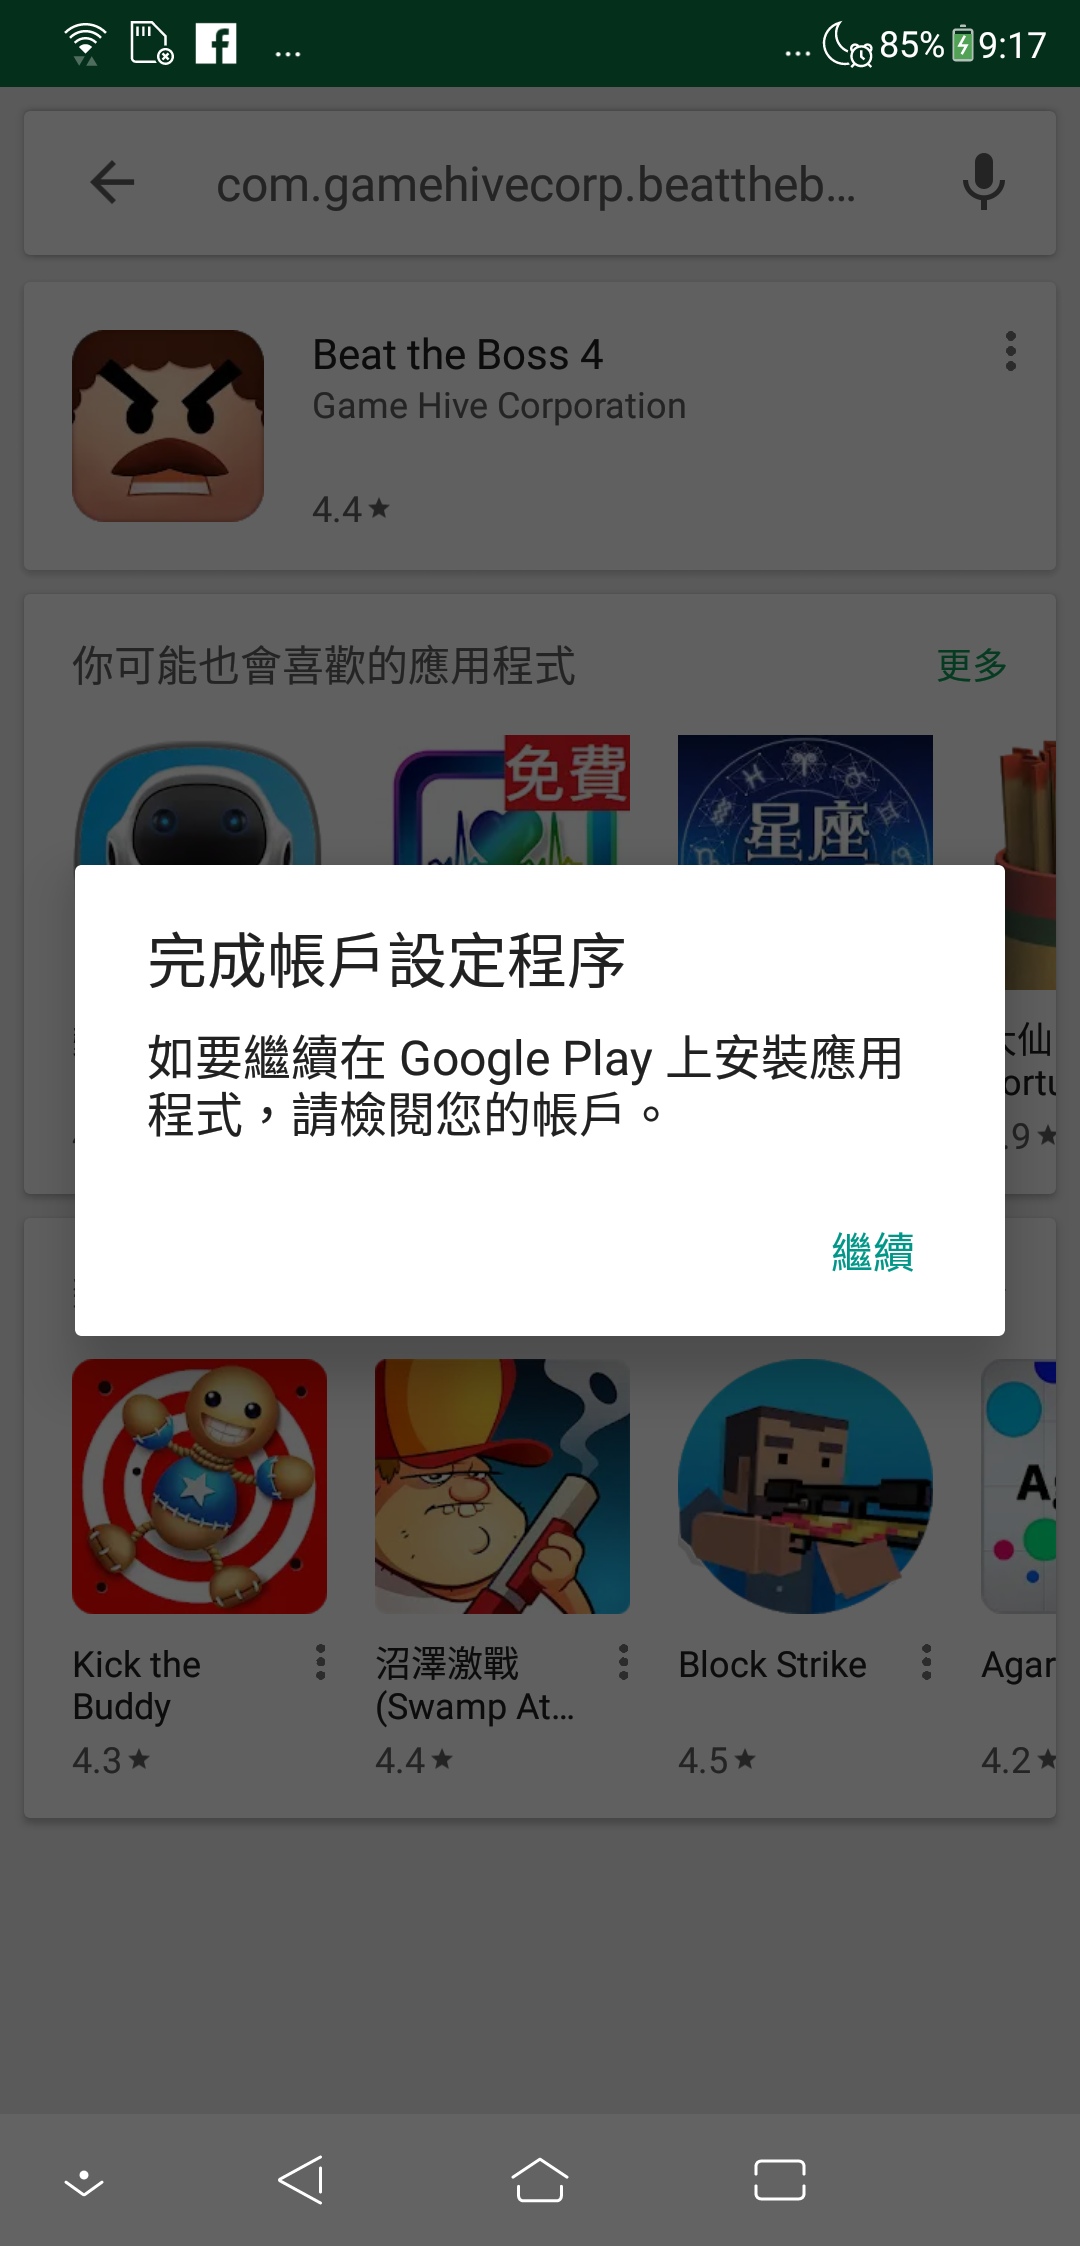 ... ... 85% 9:17
com.gamehivecorp.beattheb...
Beat the Boss 4
Game Hive Corporation
4.4★
你可能也會喜歡的應用程式 更多
免費
星座
完成帳戶設定程序
如要繼續在 Google Play 上安裝應用
程式，請檢閱您的帳戶。
繼續
大仙
ortu
.9★
Kick the
Buddy
4.3★
沼澤激戰
(Swamp At...
4.4★
Block Strike
4.5★
Ag
Agar
4.2★